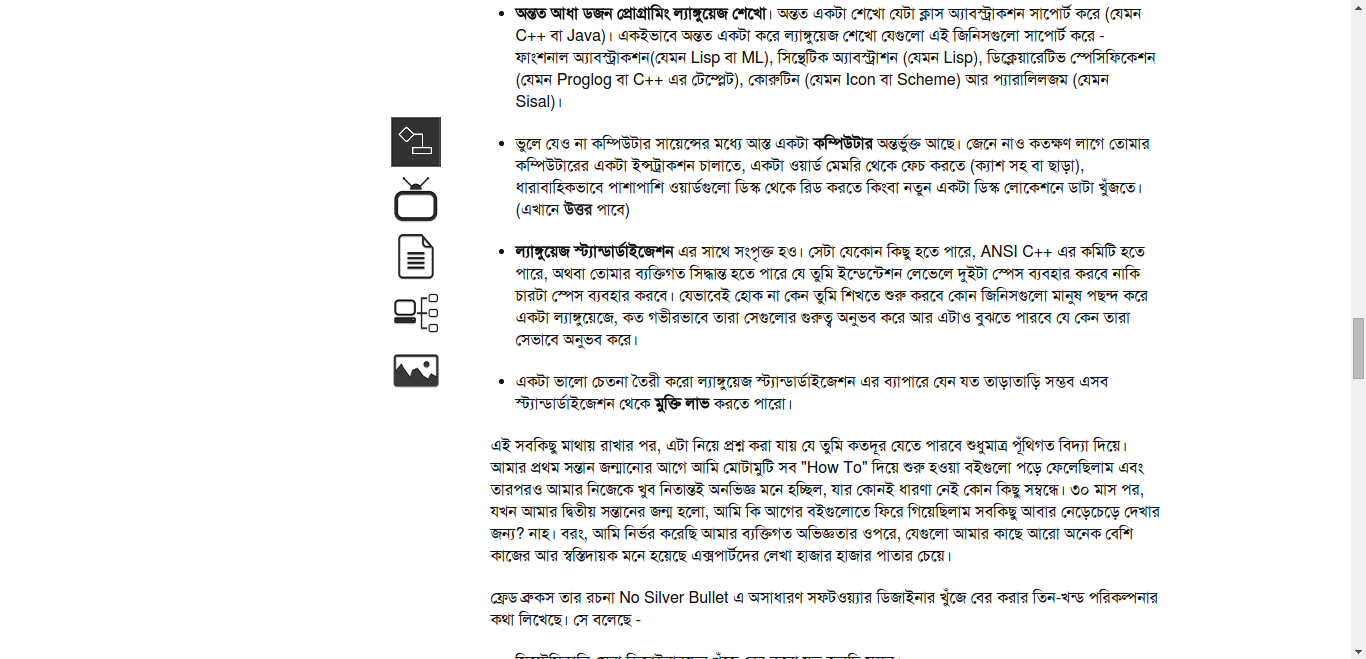 অন্তত আধা ডজন প্রোগ্রামিং ল্যাঙ্গুয়েজ শেখো। অন্তত একটা শেখো যেটা ক্লাস অ্যাবস্ট্রাকশন সাপোর্ট করে (যেমন
C++ বা Java)। একইভাবে অন্তত একটা করে ল্যাঙ্গুয়েজ শেখো যেগুলো এই জিনিসগুলো সাপোর্ট করে -
ফাংশনাল অ্যাবস্ট্রাকশন(যেমন Lisp বা ML), সিন্থেটিক অ্যাবস্ট্রাশন (যেমন Lisp), ডিক্লেয়ারেটিভ স্পেসিফিকেশন
(যেমন Proglog বা C++ এর টেম্প্লেট), কোরুটিন (যেমন Icon বা Scheme) আর প্যারালিলজম (যেমন
Sisal)।
ভুলে যেও না কম্পিউটার সায়েন্সের মধ্যে আস্ত একটা কম্পিউটার অন্তর্ভুক্ত আছে। জেনে নাও কতক্ষণ লাগে তোমার
কম্পিউটারের একটা ইন্সট্রাকশন চালাতে, একটা ওয়ার্ড মেমরি থেকে ফেচ করতে (ক্যাশ সহ বা ছাড়া),
ধারাবাহিকভাবে পাশাপাশি ওয়ার্ডগুলো ডিস্ক থেকে রিড করতে কিংবা নতুন একটা ডিস্ক লোকেশনে ডাটা খুঁজতে।
(এখানে উত্তর পাবে)
ল্যাঙ্গুয়েজ স্ট্যান্ডার্ডাইজেশন এর সাথে সংপৃক্ত হও। সেটা যেকোন কিছু হতে পারে, ANSI C++ এর কমিটি হতে
পারে, অথবা তোমার ব্যক্তিগত সিদ্ধান্ত হতে পারে যে তুমি ইন্ডেন্টেশন লেভেলে দুইটা স্পেস ব্যবহার করবে নাকি
চারটা স্পেস ব্যবহার করবে। যেভাবেই হোক না কেন তুমি শিখতে শুরু করবে কোন জিনিসগুলো মানুষ পছন্দ করে
একটা ল্যাঙ্গুয়েজে, কত গভীরভাবে তারা সেগুলোর গুরুত্ব অনুভব করে আর এটাও বুঝতে পারবে যে কেন তারা
সেভাবে অনুভব করে।
একটা ভালো চেতনা তৈরী করো ল্যাঙ্গুয়েজ স্ট্যান্ডার্ডাইজেশন এর ব্যাপারে যেন যত তাড়াতাড়ি সম্ভব এসব
স্ট্যান্ডার্ডাইজেশন থেকে মুক্তি লাভ করতে পারো।
এই সবকিছু মাথায় রাখার পর, এটা নিয়ে প্রশ্ন করা যায় যে তুমি কতদূর যেতে পারবে শুধুমাত্র পূঁথিগত বিদ্যা দিয়ে।
আমার প্রথম সন্তান জন্মানোর আগে আমি মোটামুটি সব "How To" দিয়ে শুরু হওয়া বইগুলো পড়ে ফেলেছিলাম এবং
তারপরও আমার নিজেকে খুব নিতান্তই অনভিজ্ঞ মনে হচ্ছিল, যার কোনই ধারণা নেই কোন কিছু সম্বন্ধে। ৩০ মাস পর,
যখন আমার দ্বিতীয় সন্তানের জন্ম হলো, আমি কি আগের বইগুলোতে ফিরে গিয়েছিলাম সবকিছু আবার নেড়েচেড়ে দেখার
জন্য? নাহ। বরং, আমি নির্ভর করেছি আমার ব্যক্তিগত অভিজ্ঞতার ওপরে, যেগুলো আমার কাছে আরো অনেক বেশি
কাজের আর স্বস্তিদায়ক মনে হয়েছে এক্সপার্টদের লেখা হাজার হাজার পাতার চেয়ে।
ফ্রেড ব্রুকস তার রচনা No Silver Bullet এ অসাধারণ সফটওয়্যার ডিজাইনার খুঁজে বের করার তিন-খন্ড পরিকল্পনার
কথা লিখেছে। সে বলেছে -